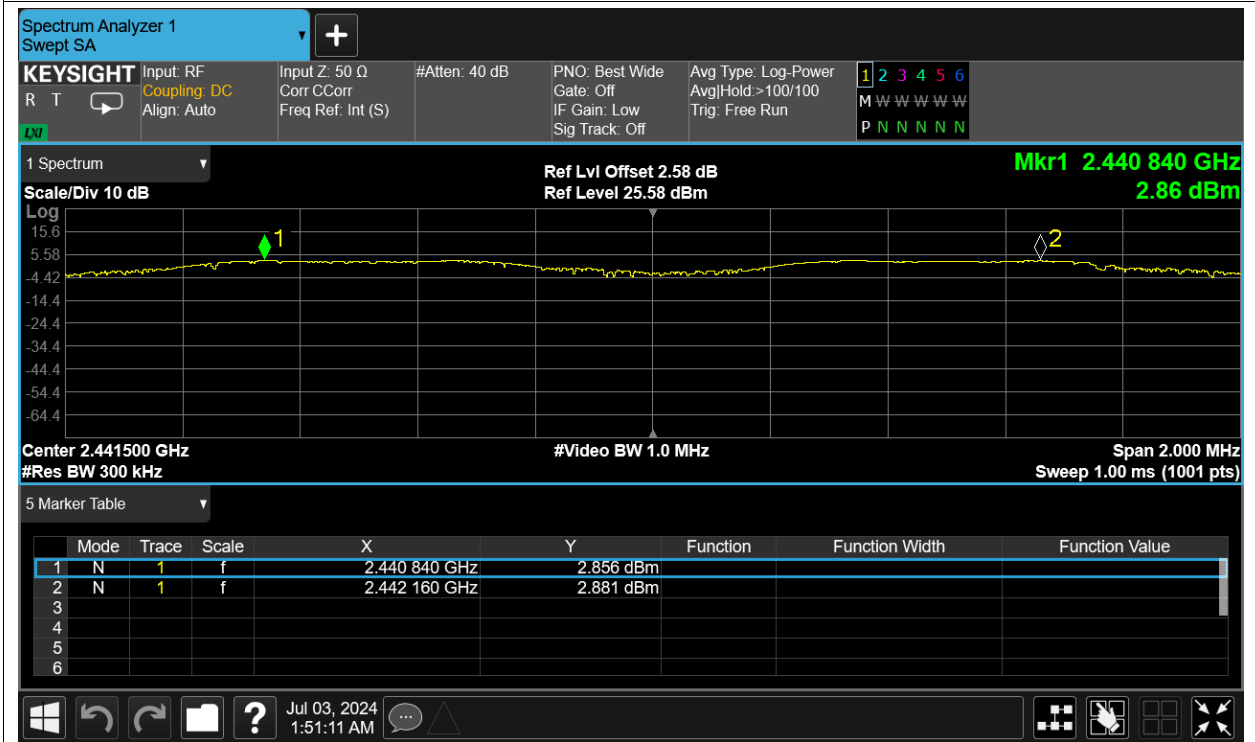 Spectrum Analyzer 1
Swept SA
+
KEYSIGHT Input: RF Input Z: 50 Ω #Atten: 40 dB PNO: Best Wide Avg Type: Log-Power 1 2 3 4 5 6
R T Coupling: DC Corr CCorr Gate: Off Avg|Hold:>100/100 M W W W W W
Align: Auto Freq Ref: Int (S) IF Gain: Low Trig: Free Run
LXI Sig Track: Off P N N N N N
1 Spectrum Ref Lvl Offset 2.58 dB Mkr1 2.440 840 GHz
Scale/Div 10 dB Ref Level 25.58 dBm 2.86 dBm
Log
15.6
1 2
5.58
-4.42
-14.4
-24.4
-34.4
-44.4
-54.4
-64.4
Center 2.441500 GHz #Video BW 1.0 MHz Span 2.000 MHz
#Res BW 300 kHz Sweep 1.00 ms (1001 pts)
5 Marker Table
Mode Trace Scale X Y Function Function Width Function Value
1 N 1 f 2.440 840 GHz 2.856 dBm
2 N 1 f 2.442 160 GHz 2.881 dBm
3
4
5
6
? Jul 03, 2024
1:51:11 AM